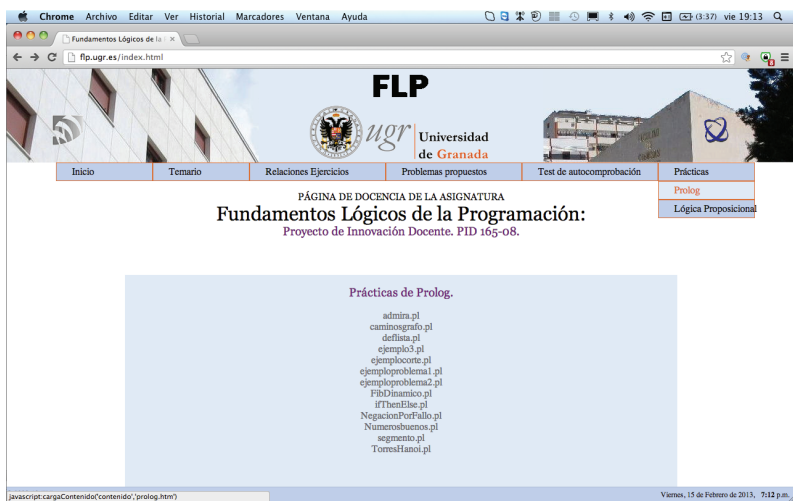 Chrome Archivo Editar Ver Historial Marcadores Ventana Ayuda (3:37) vie 19:13
Fundamentos Lógicos de la
flp.ugr.es/index.html
FLP
ugr Universidad
de Granada
Inicio Temario Relaciones Ejercicios Problemas propuestos Test de autocomprobación Prácticas
Prolog
Lógica Proposicional
PÁGINA DE DOCENCIA DE LA ASIGNATURA
Fundamentos Lógicos de la Programación:
Proyecto de Innovación Docente. PID 165-08.
Prácticas de Prolog.
admira.pl
caminosgrafo.pl
deflista.pl
ejemplo3.pl
ejemplocorte.pl
ejemploproblema1.pl
ejemploproblema2.pl
FibDinamico.pl
ifThenElse.pl
NegacionPorFallo.pl
Numerosbuenos.pl
segmento.pl
TorresHanoi.pl
javascript:cargaContenido('contenido','prolog.htm') Viernes, 15 de Febrero de 2013, 7:12 p.m.